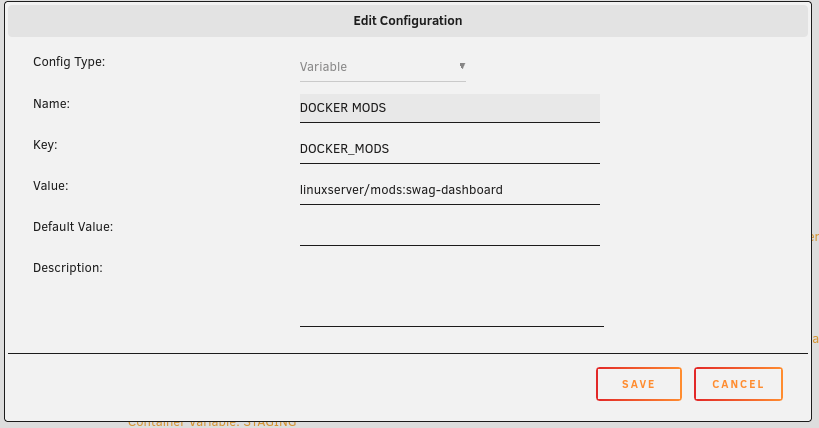 Edit Configuration
Config Type:
Variable
Name:
DOCKER MODS
Key:
DOCKER_MODS
Value:
linuxserver/mods:swag-dashboard
Default Value:
Description:
SAVE
CANCEL
Container Variable: STAGING